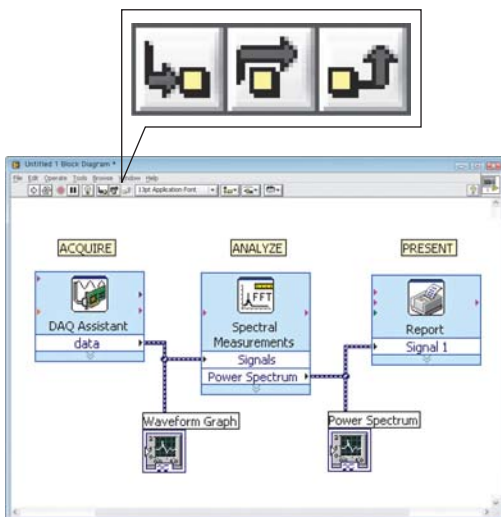 Untitled 1 Block Diagram *
File Edit Operate Tools Browse Window Help
13pt Application Font
ACQUIRE
ANALYZE
PRESENT
DAQ Assistant
data
FFT
Spectral
Measurements
Signals
Power Spectrum
Report
Signal 1
Waveform Graph
Power Spectrum